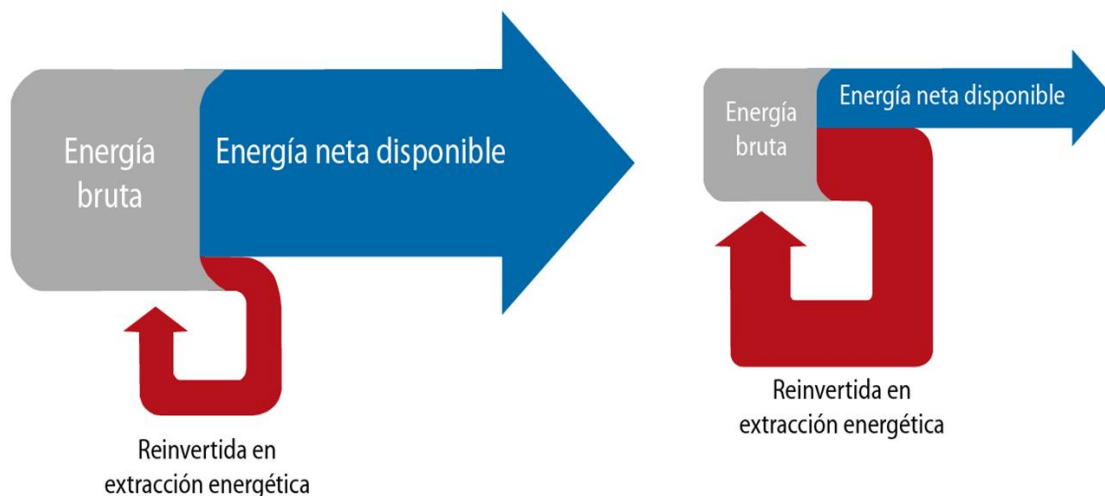 Energía
bruta
Energía neta disponible
Reinvertida en
extracción energética
Energía
bruta
Energía neta disponible
Reinvertida en
extracción energética